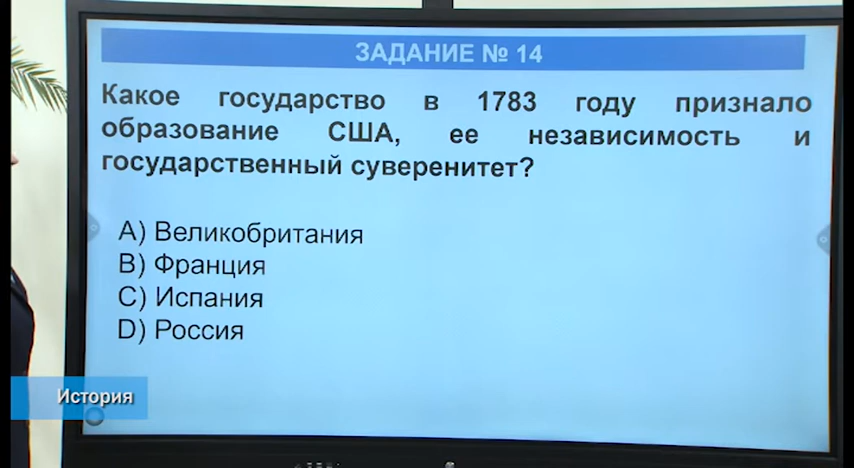 ЗАДАНИЕ № 14
Какое государство в 1783 году признало
образование США, ее независимость и
государственный суверенитет?
A) Великобритания
B) Франция
C) Испания
D) Россия
История